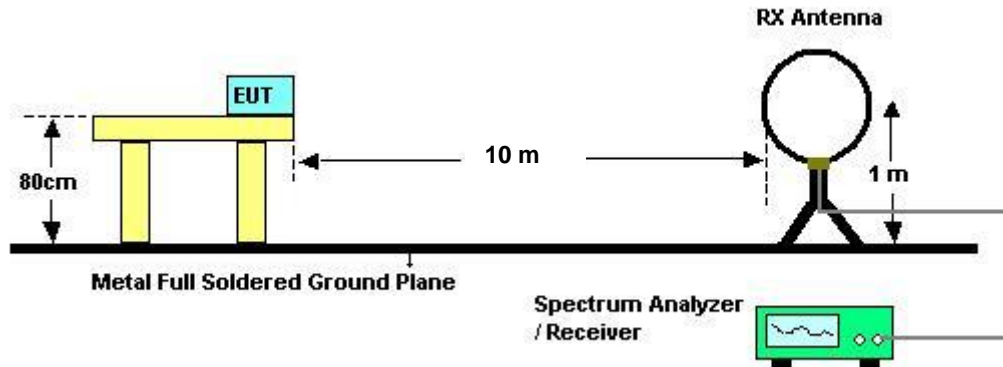 RX Antenna
EUT
10 m
80cm
1 m
Metal Full Soldered Ground Plane
Spectrum Analyzer
/ Receiver